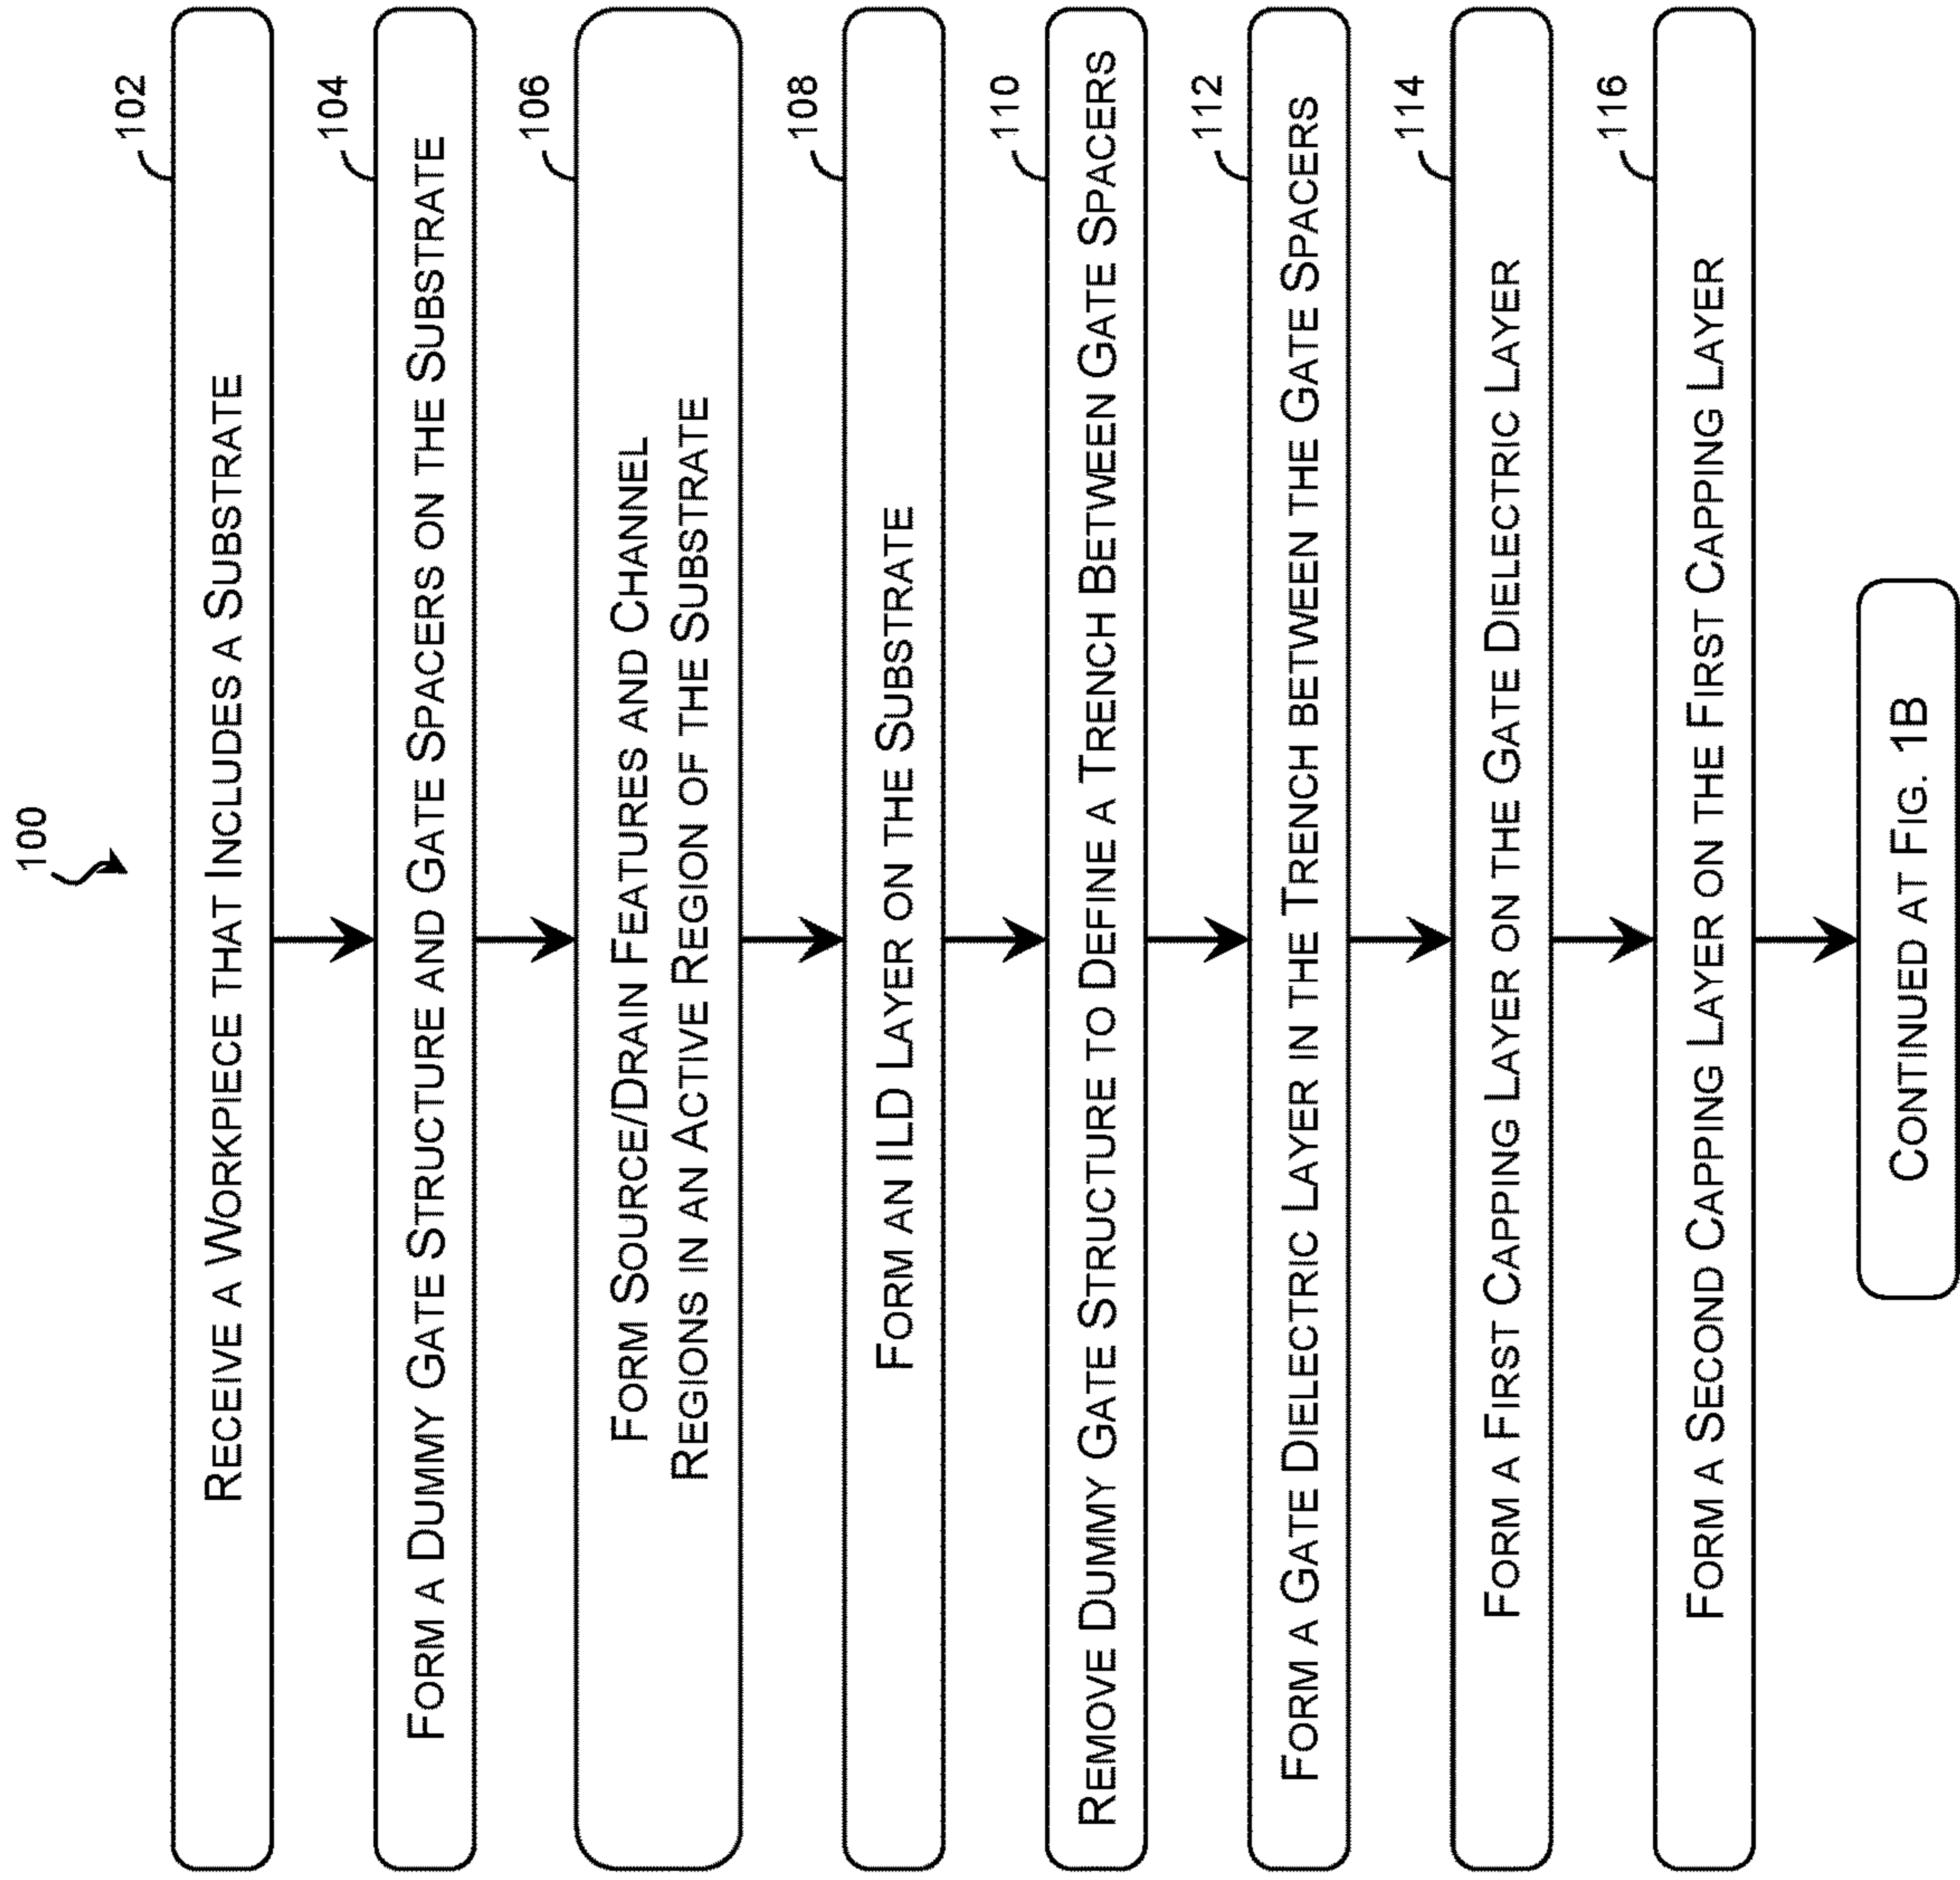 100
102
RECEIVE A WORKPIECE THAT INCLUDES A SUBSTRATE
104
FORM A DUMMY GATE STRUCTURE AND GATE SPACERS ON THE SUBSTRATE
106
FORM SOURCE/DRAIN FEATURES AND CHANNEL
REGIONS IN AN ACTIVE REGION OF THE SUBSTRATE
108
FORM AN ILD LAYER ON THE SUBSTRATE
110
REMOVE DUMMY GATE STRUCTURE TO DEFINE A TRENCH BETWEEN GATE SPACERS
112
FORM A GATE DIELECTRIC LAYER IN THE TRENCH BETWEEN THE GATE SPACERS
114
FORM A FIRST CAPPING LAYER ON THE GATE DIELECTRIC LAYER
116
FORM A SECOND CAPPING LAYER ON THE FIRST CAPPING LAYER
CONTINUED AT FIG. 1B